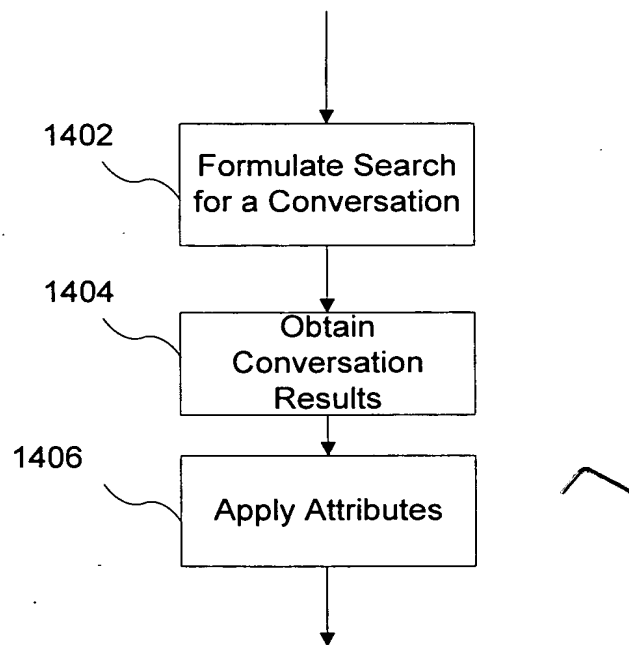 1402
Formulate Search
for a Conversation
1404
Obtain
Conversation
Results
1406
Apply Attributes